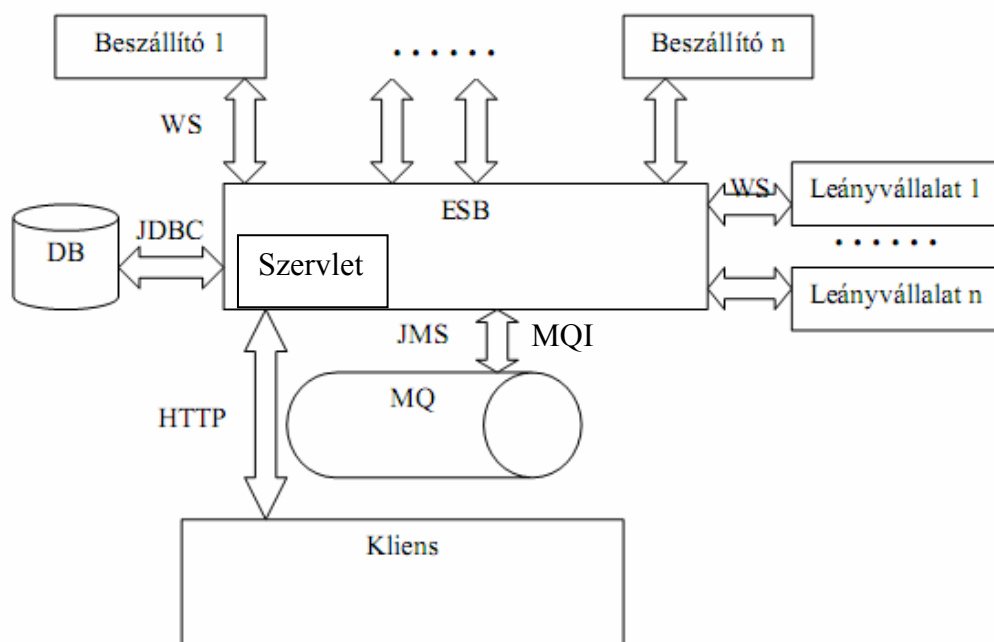 Beszállító 1
. . . . . .
Beszállító n
WS
ESB
WS
Leányvállalat 1
. . . . . .
DB
JDBC
Szervlet
Leányvállalat n
JMS
MQI
MQ
HTTP
Kliens